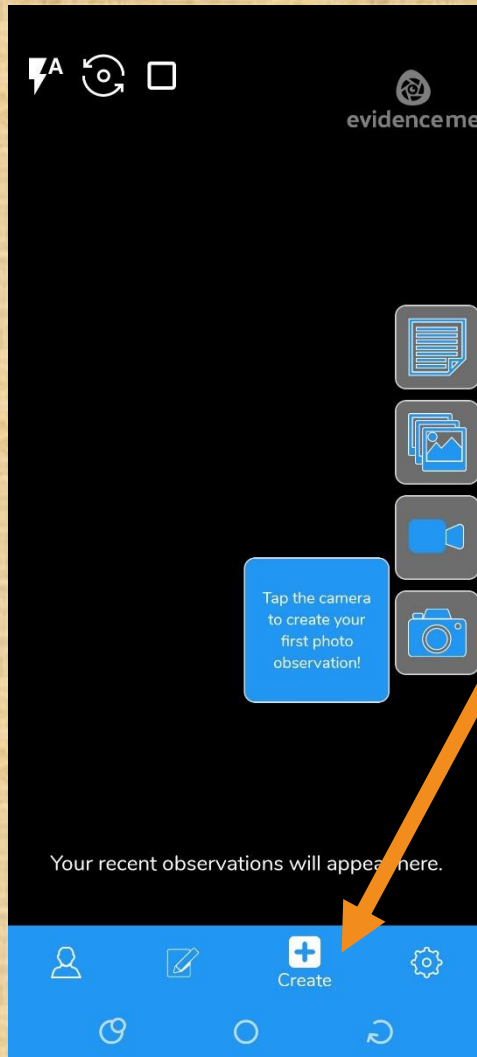 A
evidenceme
Tap the camera
to create your
first photo
observation!
Your recent observations will appear here.
Create